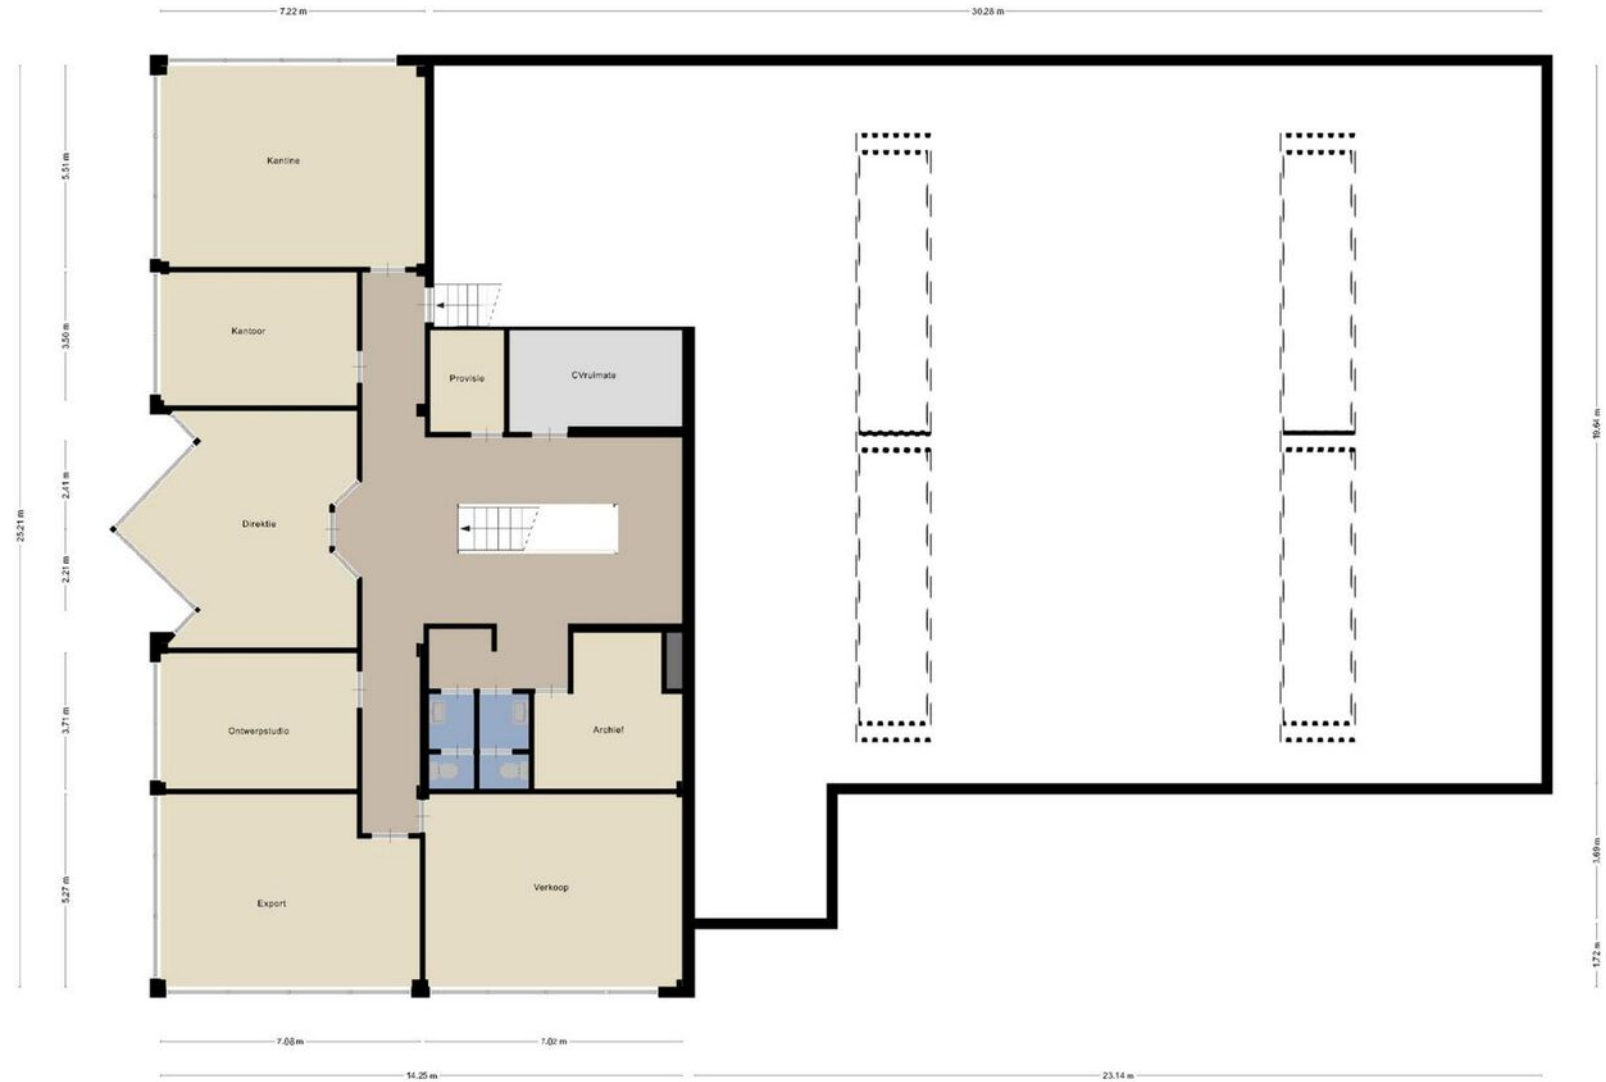 7.22 m
30.28 m
Kantine
5.51 m
Kantoor
3.50 m
Provisie
CVruimate
19.64 m
2.41 m
Direktie
25.21 m
2.21 m
3.71 m
Ontwerpstudio
Archief
3.69 m
5.27 m
Export
Verkoop
1.72 m
7.08 m
7.02 m
14.25 m
23.14 m